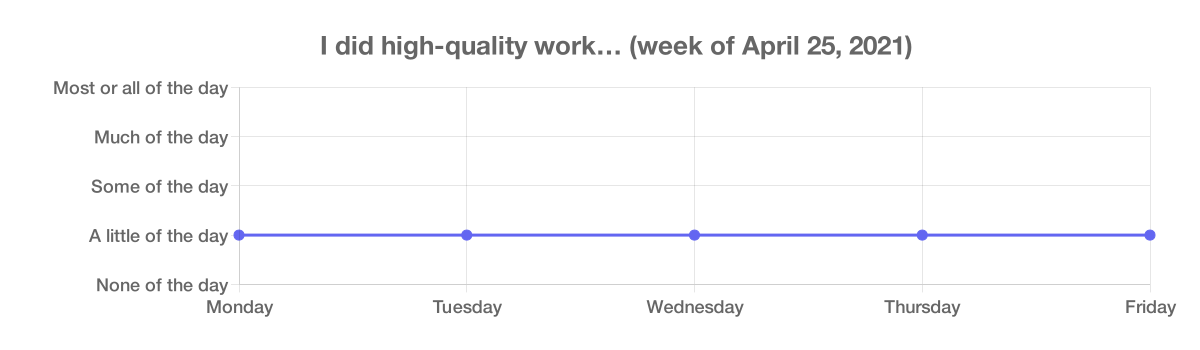 I did high-quality work… (week of April 25, 2021)
Most or all of the day
Much of the day
Some of the day
A little of the day
None of the day
Monday Tuesday Wednesday Thursday Friday